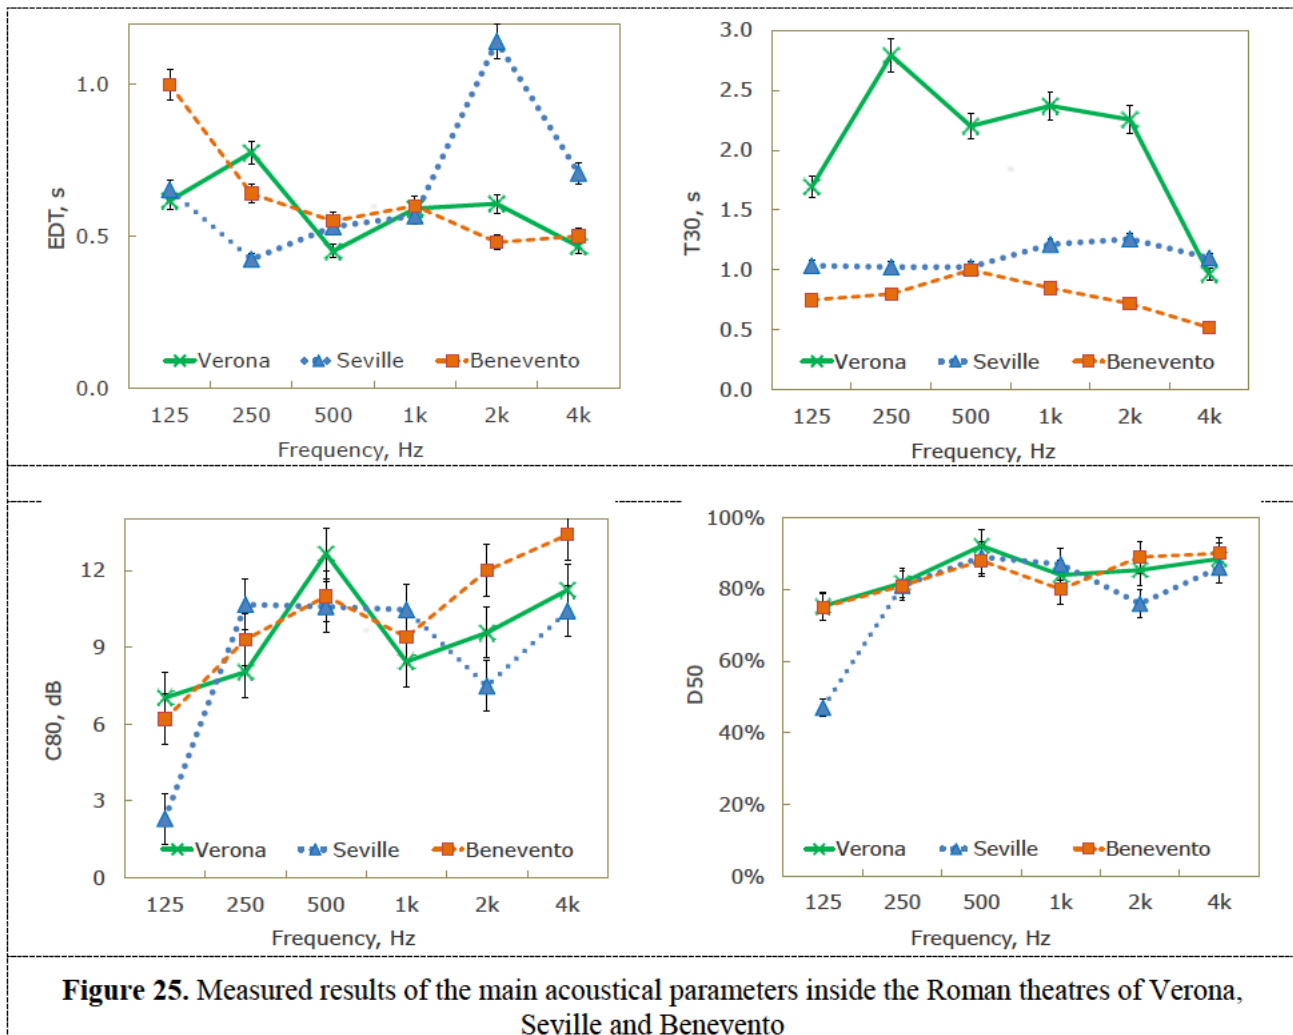 EDT, s
1.0
0.5
0.0
Verona Seville Benevento
125 250 500 1k 2k 4k
Frequency, Hz
T30, s
3.0
2.5
2.0
1.5
1.0
0.5
0.0
Verona Seville Benevento
125 250 500 1k 2k 4k
Frequency, Hz
C80, dB
12
9
6
3
0
Verona Seville Benevento
125 250 500 1k 2k 4k
Frequency, Hz
D50
100%
80%
60%
40%
20%
0%
Verona Seville Benevento
125 250 500 1k 2k 4k
Frequency, Hz
Figure 25. Measured results of the main acoustical parameters inside the Roman theatres of Verona,
Seville and Benevento